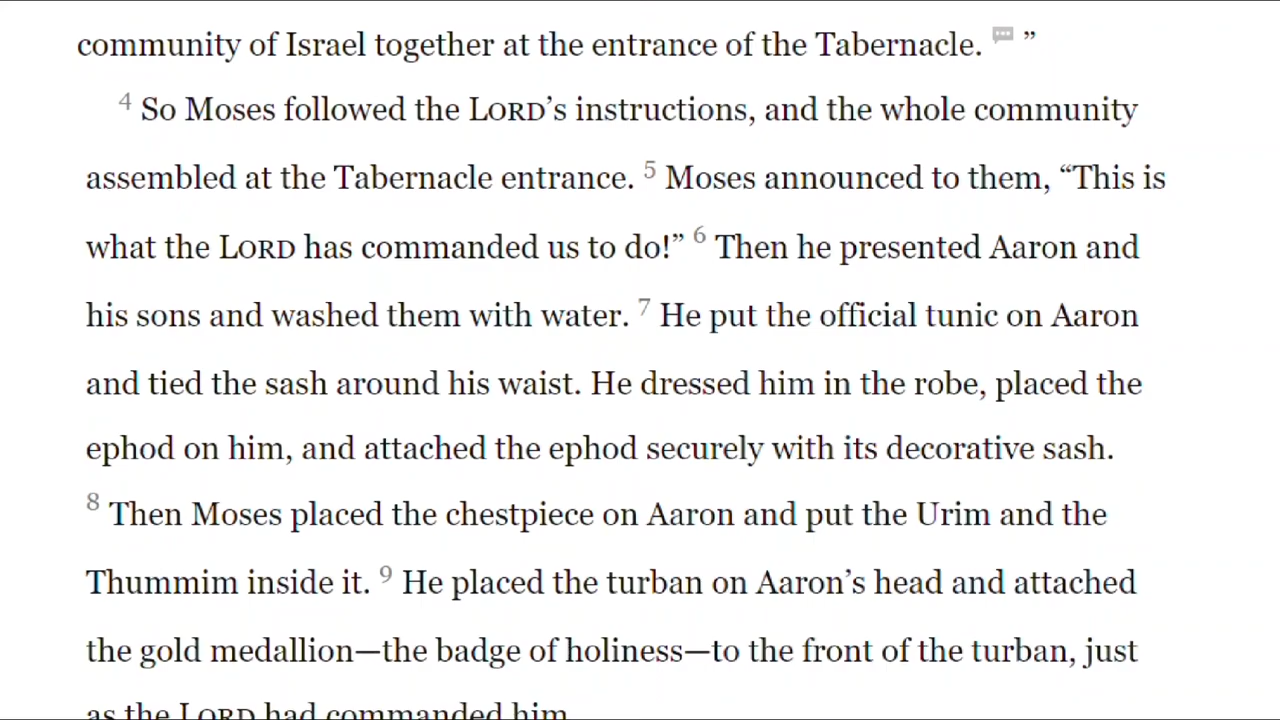 community of Israel together at the entrance of the Tabernacle. ”
4 So Moses followed the LORD’s instructions, and the whole community
assembled at the Tabernacle entrance. 5 Moses announced to them, “This is
what the LORD has commanded us to do!” 6 Then he presented Aaron and
his sons and washed them with water. 7 He put the official tunic on Aaron
and tied the sash around his waist. He dressed him in the robe, placed the
ephod on him, and attached the ephod securely with its decorative sash.
8 Then Moses placed the chestpiece on Aaron and put the Urim and the
Thummim inside it. 9 He placed the turban on Aaron’s head and attached
the gold medallion—the badge of holiness—to the front of the turban, just
as the LORD had commanded him.